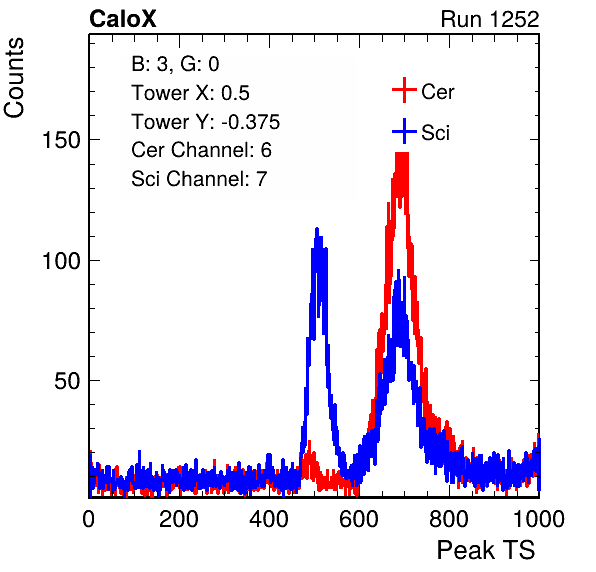 CaloX Run 1252
Counts
B: 3, G: 0
Tower X: 0.5
Tower Y: -0.375
Cer Channel: 6
Sci Channel: 7
Cer
Sci
150
100
50
0 200 400 600 800 1000
Peak TS